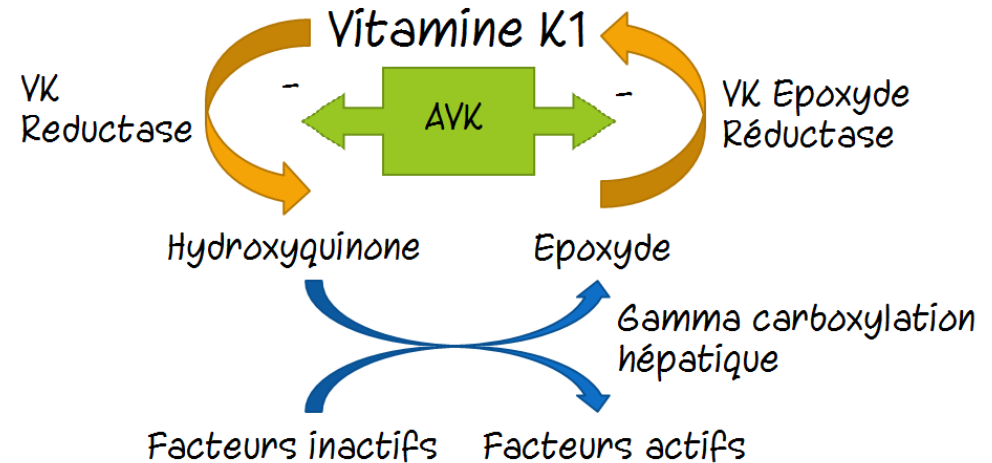 Vitamine K1
VK
Reductase
-
AVK
-
VK Epoxyde
Réductase
Hydroxyquinone
Epoxyde
Gamma carboxylation
hépatique
Facteurs inactifs
Facteurs actifs